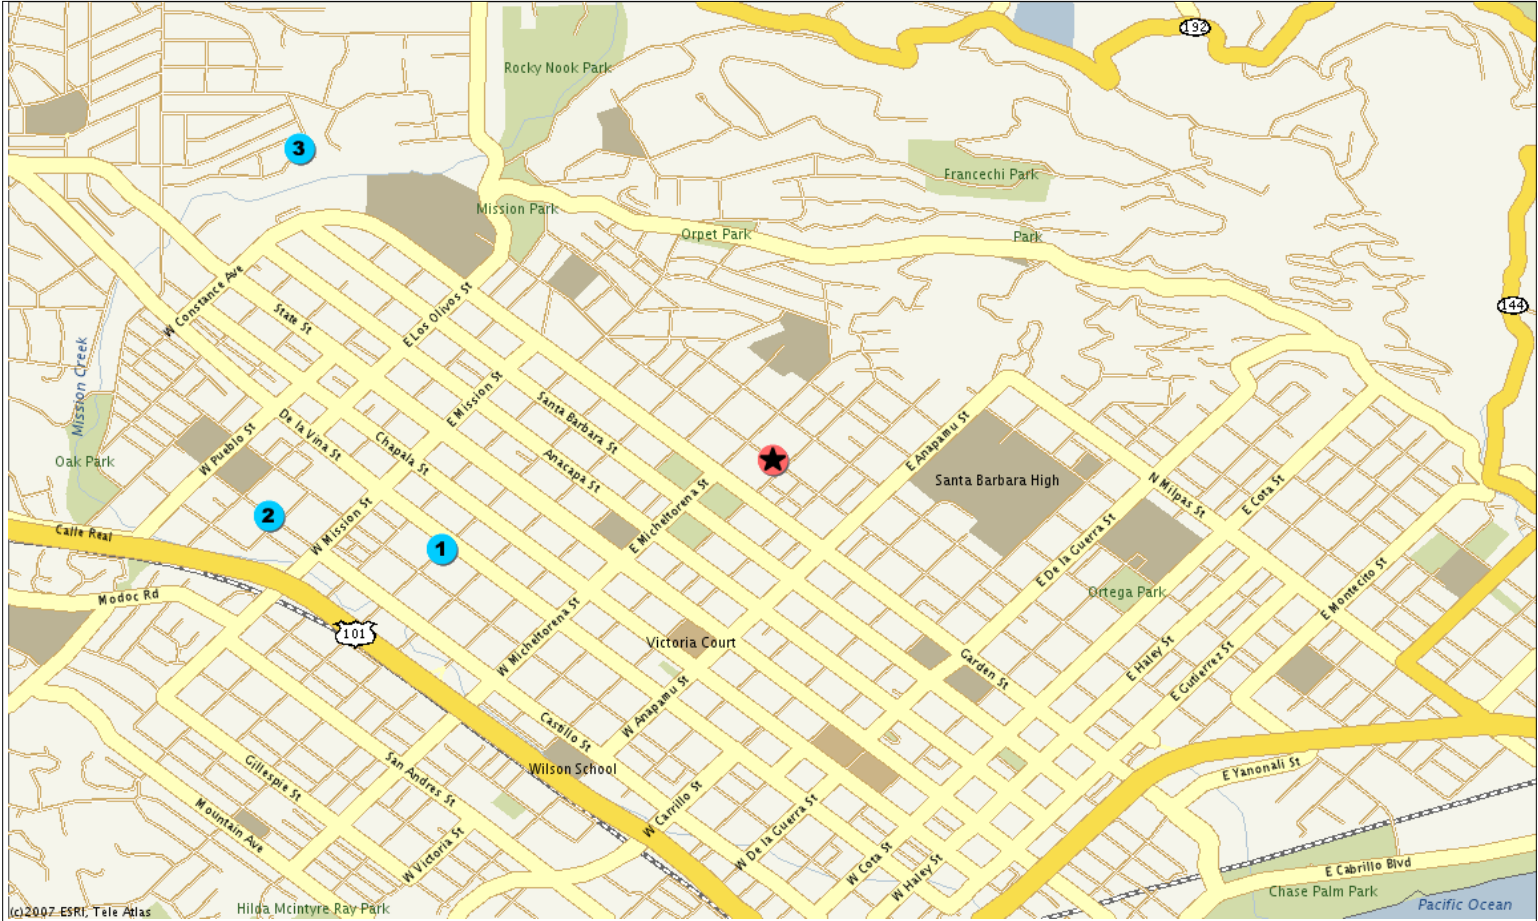 192
Rocky Nook Park
3
Francechi Park
Mission Park
Orpet Park
Park
W Constance Ave
E Los Olivos St
State St
144
Mission Creek
E Mission St
Santa Barbara St
De la Vina St
W Pueblo St
Chapala St
Anacapa St
E Anapamu St
Oak Park
Santa Barbara High
N Milpas St
E Cota St
2
W Mission St
E Micheltorena St
Calle Real
1
E De la Guerra St
Modoc Rd
Ortega Park
E Montecito St
101
W Micheltorena St
Victoria Court
Garden St
E Haley St
E Gutierrez St
W Anapamu St
Castillo St
Wilson School
San Andres St
Gillespie St
E Yanonali St
Mountain Ave
W Carrillo St
W De la Guerra St
W Victoria St
W Cota St
W Haley St
E Cabrillo Blvd
Chase Palm Park
Pacific Ocean
Hilda Mcintyre Ray Park
(c)2007 ESRI, Tele Atlas